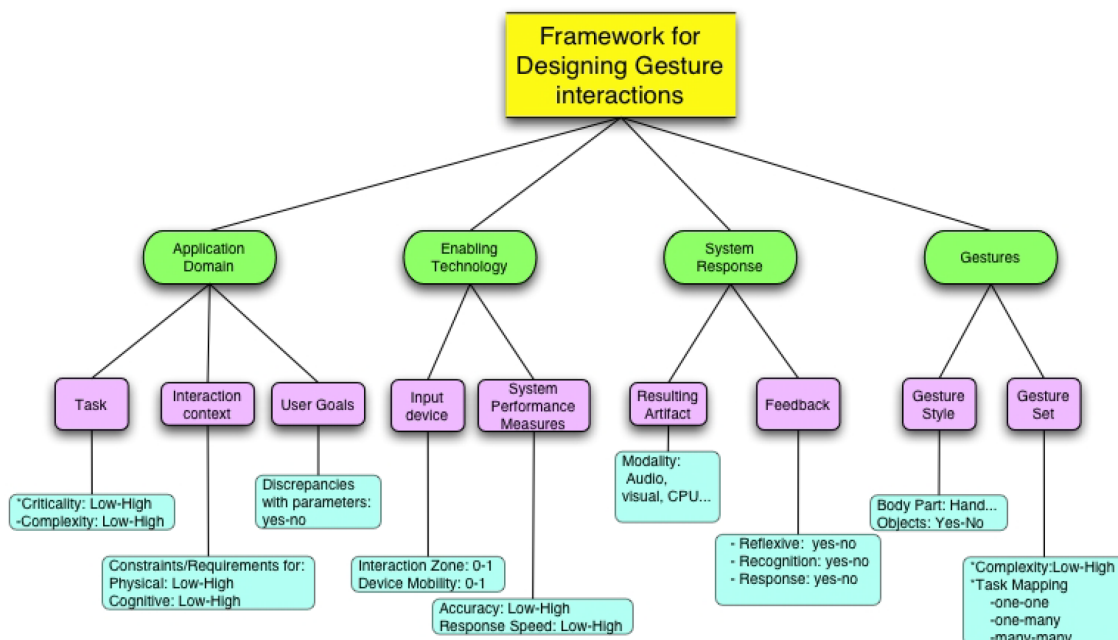 Framework for
Designing Gesture
interactions
Application
Domain
Enabling
Technology
System
Response
Gestures
Task
Interaction
context
User Goals
Input
device
System
Performance
Measures
Resulting
Artifact
Feedback
Gesture
Style
Gesture
Set
*Criticality: Low-High
-Complexity: Low-High
Constraints/Requirements for:
Physical: Low-High
Cognitive: Low-High
Discrepancies
with parameters:
yes-no
Interaction Zone: 0-1
Device Mobility: 0-1
Accuracy: Low-High
Response Speed: Low-High
Modality:
Audio,
visual, CPU...
- Reflexive: yes-no
- Recognition: yes-no
- Response: yes-no
Body Part: Hand...
Objects: Yes-No
*Complexity:Low-High
*Task Mapping
-one-one
-one-many
-many-many